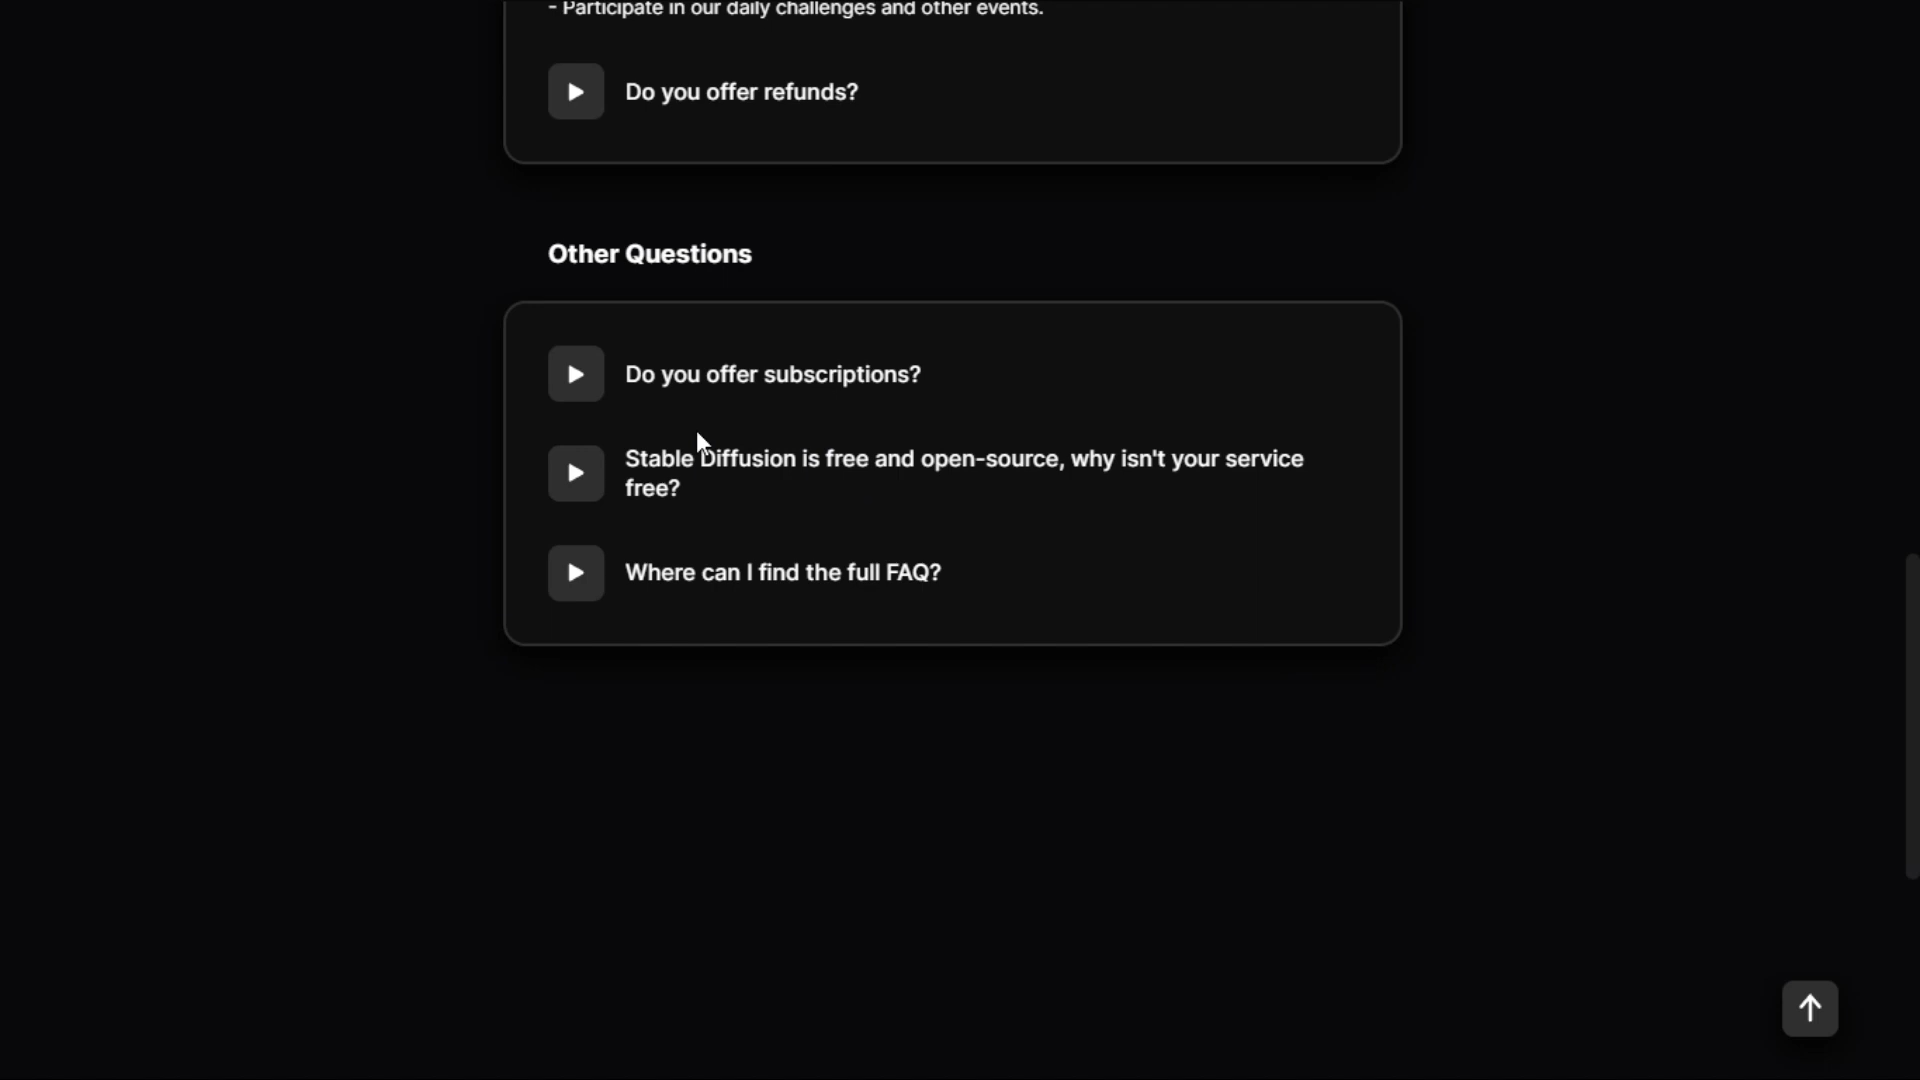 - Participate in our daily challenges and other events.
Do you offer refunds?
Other Questions
Do you offer subscriptions?
Stable Diffusion is free and open-source, why isn't your service
free?
Where can I find the full FAQ?